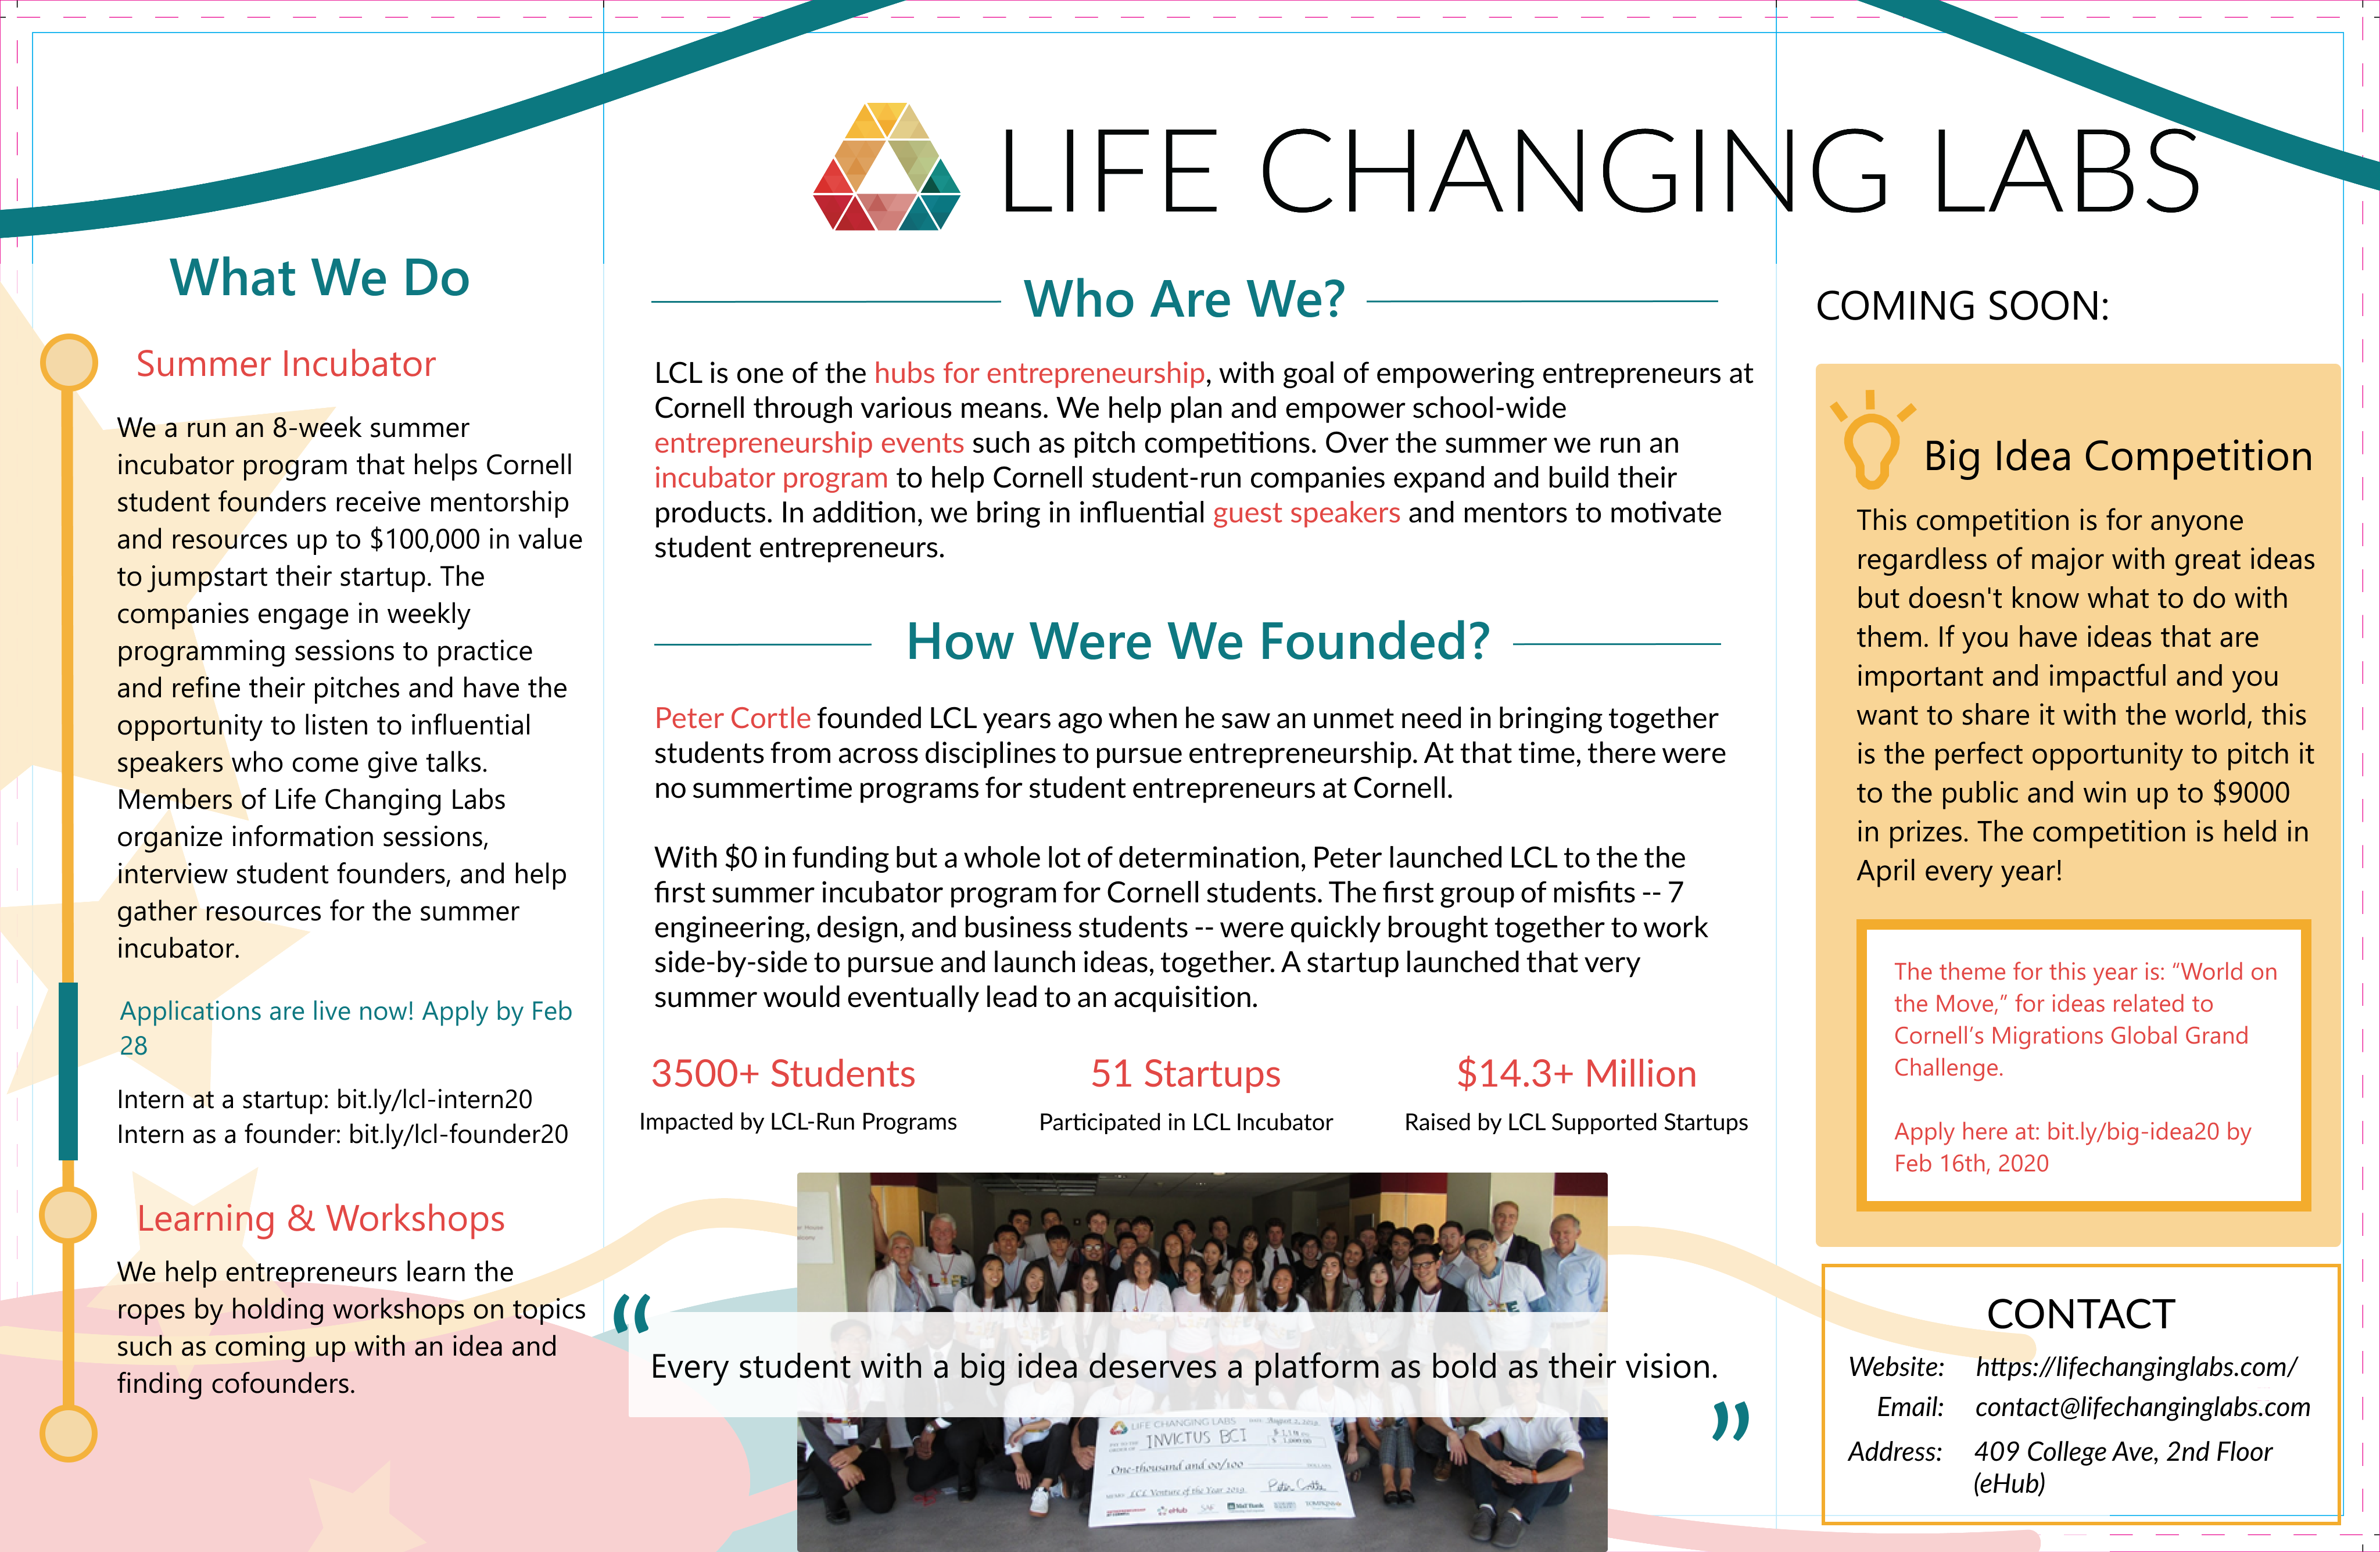 LIFE CHANGING LABS
What We Do
Summer Incubator
We a run an 8-week summer
incubator program that helps Cornell
student founders receive mentorship
and resources up to $100,000 in value
to jumpstart their startup. The
companies engage in weekly
programming sessions to practice
and refine their pitches and have the
opportunity to listen to influential
speakers who come give talks.
Members of Life Changing Labs
organize information sessions,
interview student founders, and help
gather resources for the summer
incubator.
Applications are live now! Apply by Feb
28
Intern at a startup: bit.ly/lcl-intern20
Intern as a founder: bit.ly/lcl-founder20
Learning & Workshops
We help entrepreneurs learn the
ropes by holding workshops on topics
such as coming up with an idea and
finding cofounders.
Who Are We?
LCL is one of the hubs for entrepreneurship, with goal of empowering entrepreneurs at
Cornell through various means. We help plan and empower school-wide
entrepreneurship events such as pitch competitions. Over the summer we run an
incubator program to help Cornell student-run companies expand and build their
products. In addition, we bring in influential guest speakers and mentors to motivate
student entrepreneurs.
How Were We Founded?
Peter Cortle founded LCL years ago when he saw an unmet need in bringing together
students from across disciplines to pursue entrepreneurship. At that time, there were
no summertime programs for student entrepreneurs at Cornell.
With $0 in funding but a whole lot of determination, Peter launched LCL to the the
first summer incubator program for Cornell students. The first group of misfits -- 7
engineering, design, and business students -- were quickly brought together to work
side-by-side to pursue and launch ideas, together. A startup launched that very
summer would eventually lead to an acquisition.
3500+ Students
Impacted by LCL-Run Programs
51 Startups
Participated in LCL Incubator
$14.3+ Million
Raised by LCL Supported Startups
“
Every student with a big idea deserves a platform as bold as their vision.
”
LIFE CHANGING LABS
INVICTUS BCI
One-thousand and 00/100
LCL Venture of the Year 2019
eHub
COMING SOON:
Big Idea Competition
This competition is for anyone
regardless of major with great ideas
but doesn't know what to do with
them. If you have ideas that are
important and impactful and you
want to share it with the world, this
is the perfect opportunity to pitch it
to the public and win up to $9000
in prizes. The competition is held in
April every year!
The theme for this year is: “World on
the Move,” for ideas related to
Cornell’s Migrations Global Grand
Challenge.
Apply here at: bit.ly/big-idea20 by
Feb 16th, 2020
CONTACT
Website: https://lifechanginglabs.com/
Email: contact@lifechanginglabs.com
Address: 409 College Ave, 2nd Floor
(eHub)